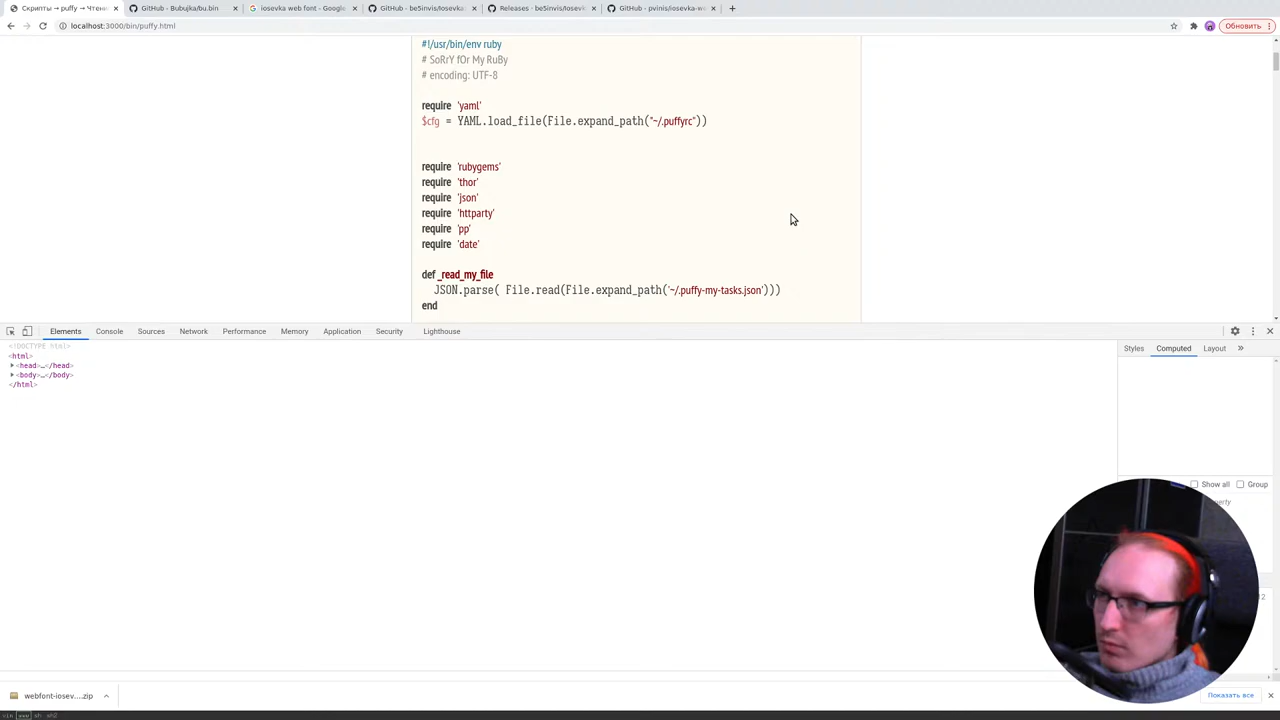 Скрипты → puffy → Чтен
GitHub - Bubujka/bu.bin
iosevka web font - Google
GitHub - be5invis/Iosevka:
Releases · be5invis/Iosevk
GitHub - pvinis/iosevka-w
localhost:3000/bin/puffy.html
Обновить
#!/usr/bin/env ruby
# SoRrY fOr My RuBy
# encoding: UTF-8
require 'yaml'
$cfg = YAML.load_file(File.expand_path("~/.puffyrc"))
require 'rubygems'
require 'thor'
require 'json'
require 'httparty'
require 'pp'
require 'date'
def _read_my_file
JSON.parse( File.read(File.expand_path('~/.puffy-my-tasks.json')))
end
Elements Console Sources Network Performance Memory Application Security Lighthouse
<!DOCTYPE html>
<html>
<head>…</head>
<body>…</body>
</html>
Styles Computed Layout »
Show all Group
webfont-iosev....zip
Показать все